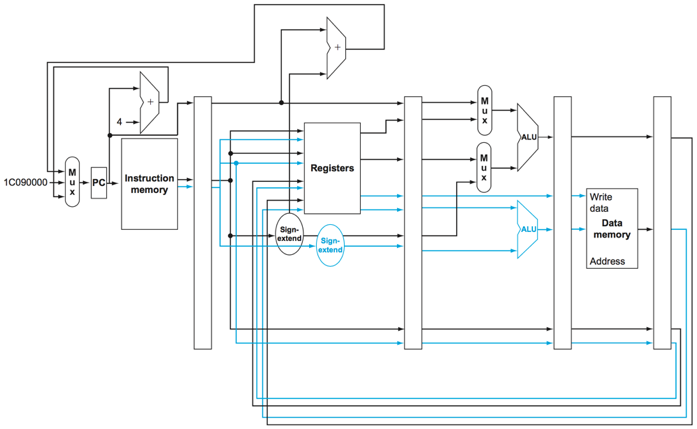 +
+
4
M
u
x
ALU
M
u
x
Registers
Instruction
memory
1C090000
M
u
x
PC
Write
data
Data
memory
Address
ALU
Sign-
extend
Sign-
extend